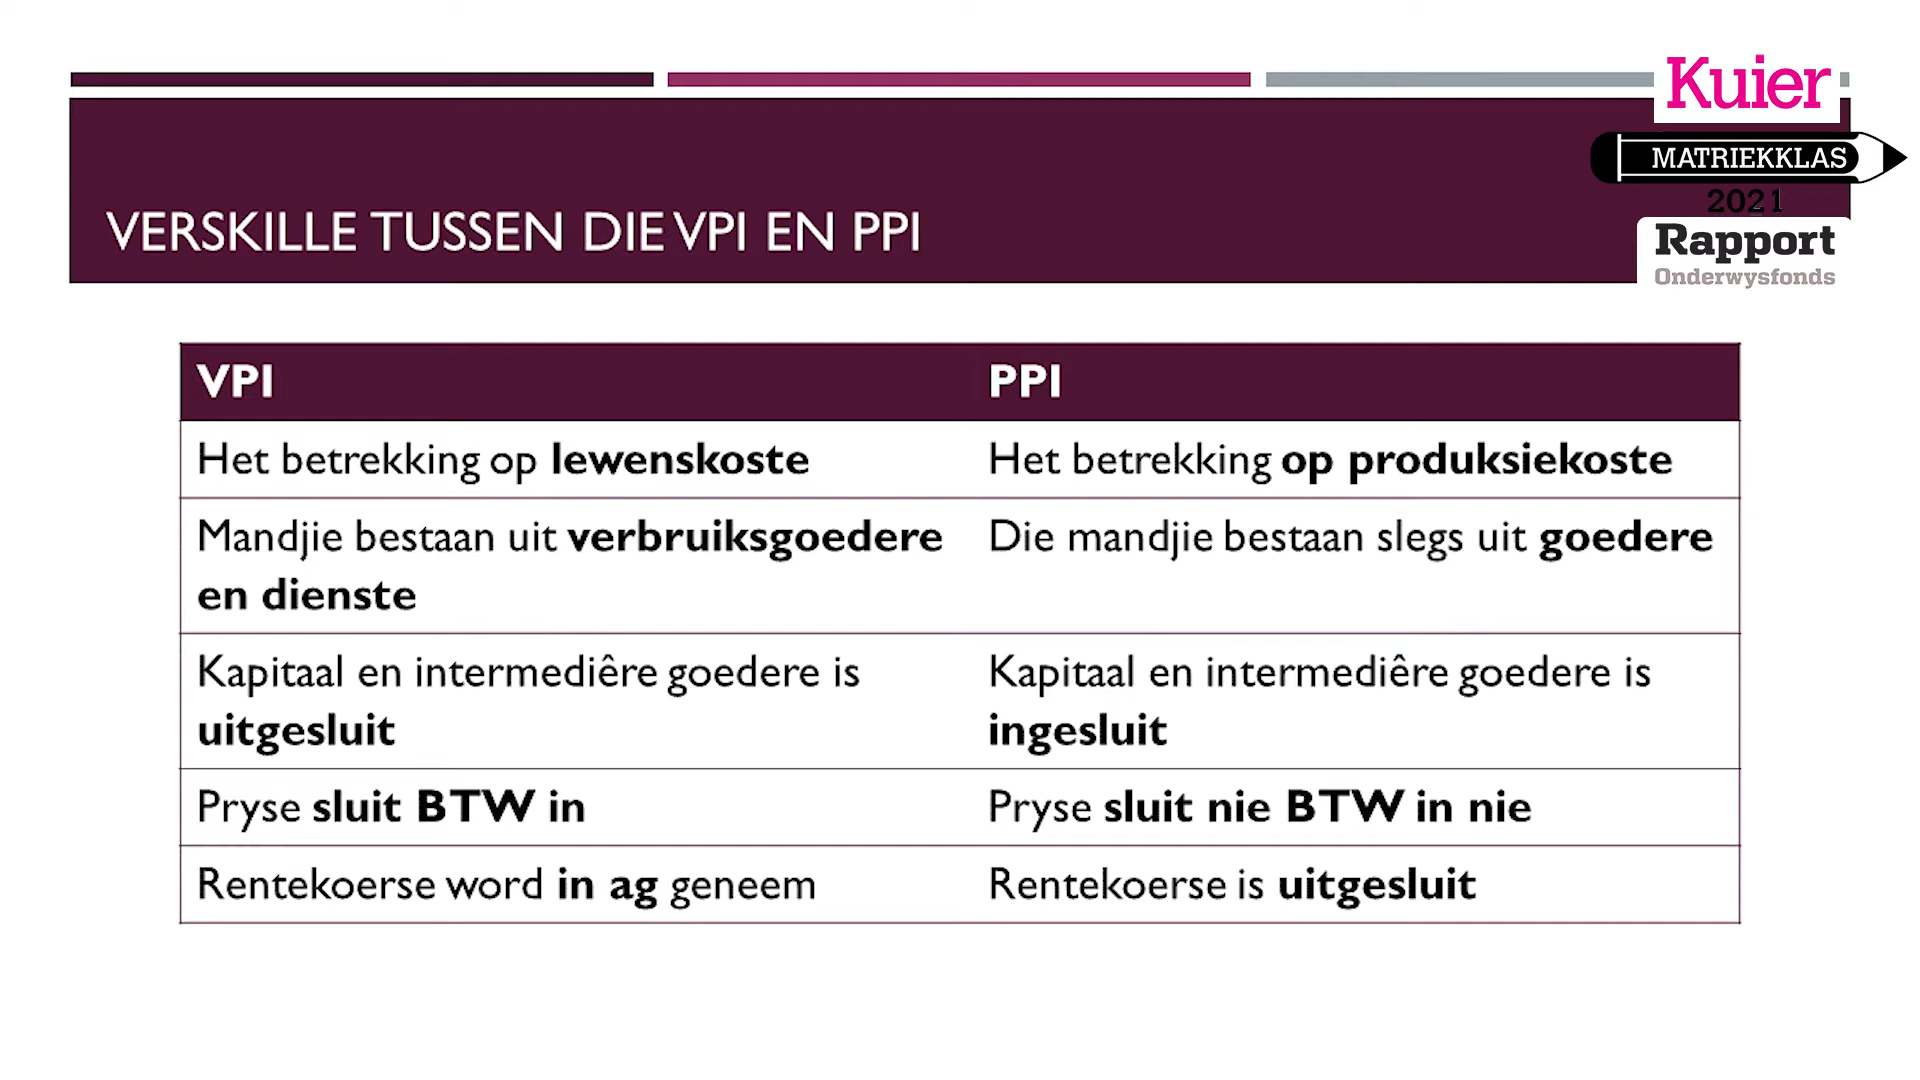 Kuier
MATRIEKKLAS
2021
Rapport
Onderwysfonds
VERSKILLE TUSSEN DIE VPI EN PPI
VPI
PPI
Het betrekking op lewenskoste
Het betrekking op produksiekoste
Mandjie bestaan uit verbruiksgoedere
en dienste
Die mandjie bestaan slegs uit goedere
Kapitaal en intermediêre goedere is
uitgesluit
Kapitaal en intermediêre goedere is
ingesluit
Pryse sluit BTW in
Pryse sluit nie BTW in nie
Rentekoerse word in ag geneem
Rentekoerse is uitgesluit